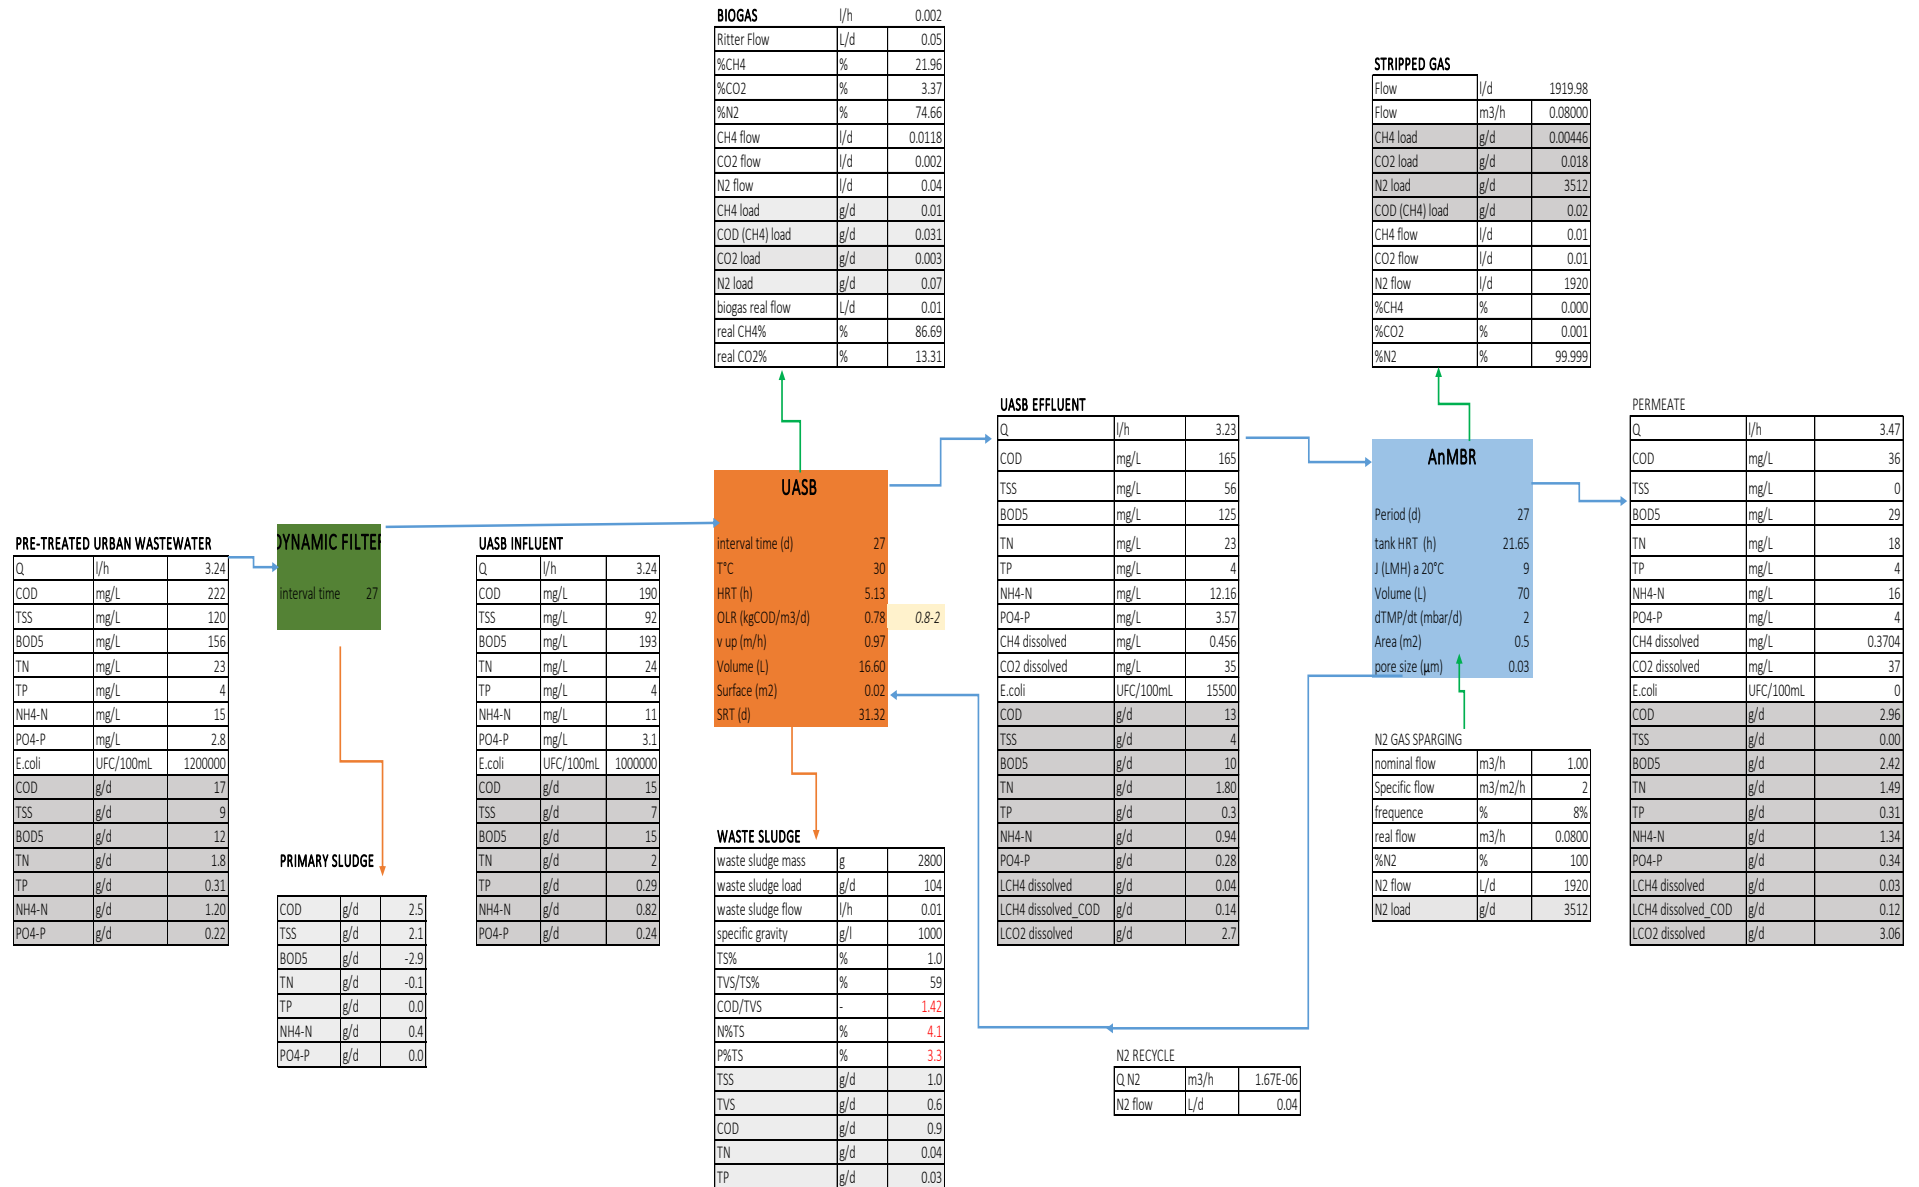 BIOGAS l/h 0.002
Ritter Flow L/d 0.05
%CH4 % 21.96
%CO2 % 3.37
%N2 % 74.66
CH4 flow l/d 0.0118
CO2 flow l/d 0.002
N2 flow l/d 0.04
CH4 load g/d 0.01
COD (CH4) load g/d 0.031
CO2 load g/d 0.003
N2 load g/d 0.07
biogas real flow L/d 0.01
real CH4% % 86.69
real CO2% % 13.31
STRIPPED GAS
Flow l/d 1919.98
Flow m3/h 0.08000
CH4 load g/d 0.00446
CO2 load g/d 0.018
N2 load g/d 3512
COD (CH4) load g/d 0.02
CH4 flow l/d 0.01
CO2 flow l/d 0.01
N2 flow l/d 1920
%CH4 % 0.000
%CO2 % 0.001
%N2 % 99.999
PRE-TREATED URBAN WASTEWATER
Q l/h 3.24
COD mg/L 222
TSS mg/L 120
BOD5 mg/L 156
TN mg/L 23
TP mg/L 4
NH4-N mg/L 15
PO4-P mg/L 2.8
E.coli UFC/100mL 1200000
COD g/d 17
TSS g/d 9
BOD5 g/d 12
TN g/d 1.8
TP g/d 0.31
NH4-N g/d 1.20
PO4-P g/d 0.22
DYNAMIC FILTER
interval time 27
PRIMARY SLUDGE
COD g/d 2.5
TSS g/d 2.1
BOD5 g/d -2.9
TN g/d -0.1
TP g/d 0.0
NH4-N g/d 0.4
PO4-P g/d 0.0
UASB INFLUENT
Q l/h 3.24
COD mg/L 190
TSS mg/L 92
BOD5 mg/L 193
TN mg/L 24
TP mg/L 4
NH4-N mg/L 11
PO4-P mg/L 3.1
E.coli UFC/100mL 1000000
COD g/d 15
TSS g/d 7
BOD5 g/d 15
TN g/d 2
TP g/d 0.29
NH4-N g/d 0.82
PO4-P g/d 0.24
UASB
interval time (d) 27
T°C 30
HRT (h) 5.13
OLR (kgCOD/m3/d) 0.78 0.8-2
v up (m/h) 0.97
Volume (L) 16.60
Surface (m2) 0.02
SRT (d) 31.32
WASTE SLUDGE
waste sludge mass g 2800
waste sludge load g/d 104
waste sludge flow l/h 0.01
specific gravity g/l 1000
TS% % 1.0
TVS/TS% % 59
COD/TVS - 1.42
N%TS % 4.1
P%TS % 3.3
TSS g/d 1.0
TVS g/d 0.6
COD g/d 0.9
TN g/d 0.04
TP g/d 0.03
UASB EFFLUENT
Q l/h 3.23
COD mg/L 165
TSS mg/L 56
BOD5 mg/L 125
TN mg/L 23
TP mg/L 4
NH4-N mg/L 12.16
PO4-P mg/L 3.57
CH4 dissolved mg/L 0.456
CO2 dissolved mg/L 35
E.coli UFC/100mL 15500
COD g/d 13
TSS g/d 4
BOD5 g/d 10
TN g/d 1.80
TP g/d 0.3
NH4-N g/d 0.94
PO4-P g/d 0.28
LCH4 dissolved g/d 0.04
LCH4 dissolved_COD g/d 0.14
LCO2 dissolved g/d 2.7
AnMBR
Period (d) 27
tank HRT (h) 21.65
J (LMH) a 20°C 9
Volume (L) 70
dTMP/dt (mbar/d) 2
Area (m2) 0.5
pore size (µm) 0.03
N2 GAS SPARGING
nominal flow m3/h 1.00
Specific flow m3/m2/h 2
frequence % 8%
real flow m3/h 0.0800
%N2 % 100
N2 flow L/d 1920
N2 load g/d 3512
N2 RECYCLE
Q N2 m3/h 1.67E-06
N2 flow L/d 0.04
PERMEATE
Q l/h 3.47
COD mg/L 36
TSS mg/L 0
BOD5 mg/L 29
TN mg/L 18
TP mg/L 4
NH4-N mg/L 16
PO4-P mg/L 4
CH4 dissolved mg/L 0.3704
CO2 dissolved mg/L 37
E.coli UFC/100mL 0
COD g/d 2.96
TSS g/d 0.00
BOD5 g/d 2.42
TN g/d 1.49
TP g/d 0.31
NH4-N g/d 1.34
PO4-P g/d 0.34
LCH4 dissolved g/d 0.03
LCH4 dissolved_COD g/d 0.12
LCO2 dissolved g/d 3.06